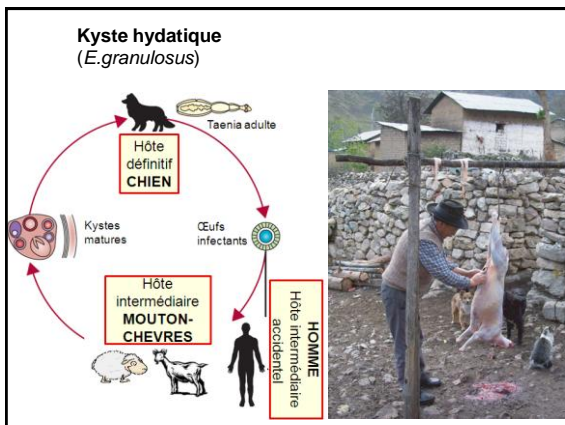 Kyste hydatique
(E.granulosus)
Taenia adulte
Hôte
définitif
CHIEN
Kystes
matures
Œufs
infectants
Hôte
intermédiaire
MOUTON-
CHEVRES
HOMME
Hôte intermédiaire
accidentel